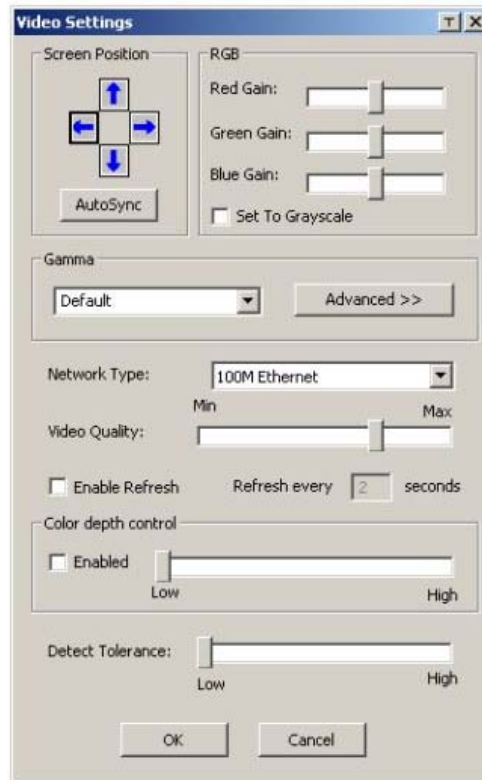 Video Settings
T X
Screen Position
AutoSync
RGB
Red Gain:
Green Gain:
Blue Gain:
Set To Grayscale
Gamma
Default
Advanced >>
Network Type:
100M Ethernet
Min
Max
Video Quality:
Enable Refresh
Refresh every 2 seconds
Color depth control
Enabled
Low
High
Detect Tolerance:
Low
High
OK
Cancel